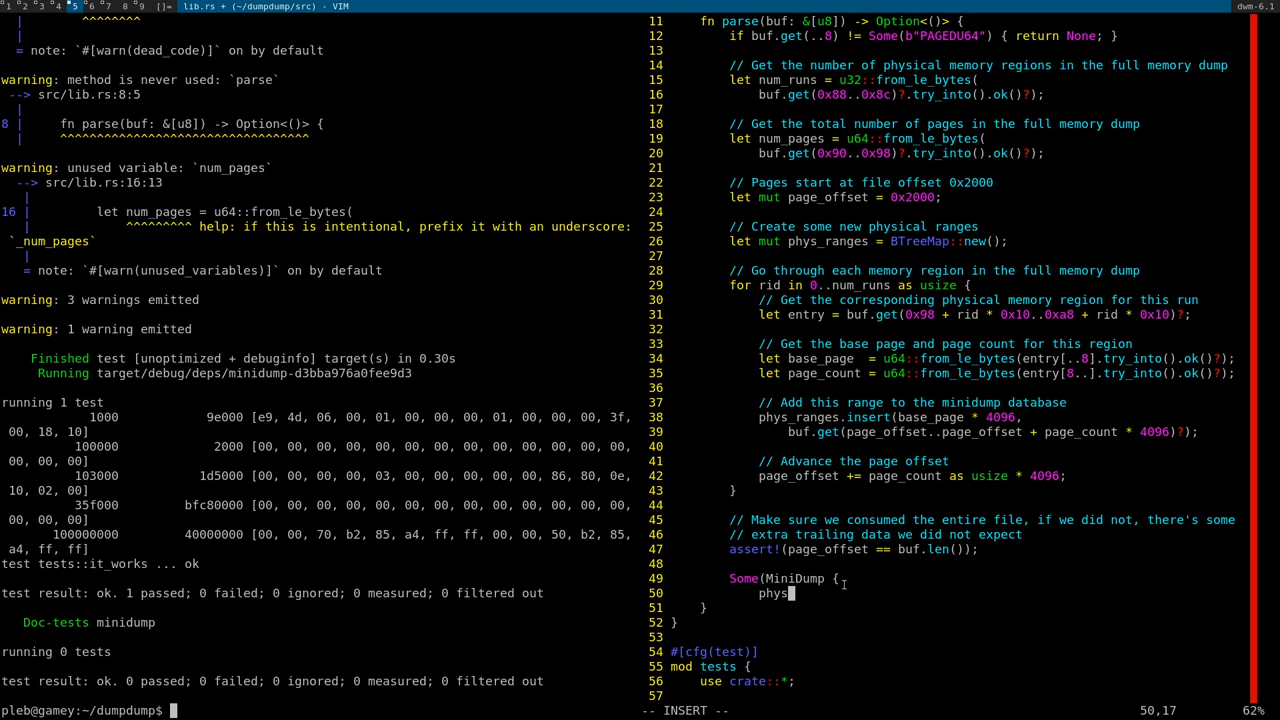 1 2 3 4 5 6 7 8 9 []= lib.rs + (~/dumpdump/src) - VIM dwm-6.1
| ^^^^^^^^
|
= note: `#[warn(dead_code)]` on by default
warning: method is never used: `parse`
--> src/lib.rs:8:5
|
8 | fn parse(buf: &[u8]) -> Option<()> {
| ^^^^^^^^^^^^^^^^^^^^^^^^^^^^^^^^^^
warning: unused variable: `num_pages`
--> src/lib.rs:16:13
|
16 | let num_pages = u64::from_le_bytes(
| ^^^^^^^^^ help: if this is intentional, prefix it with an underscore:
`_num_pages`
|
= note: `#[warn(unused_variables)]` on by default
warning: 3 warnings emitted
warning: 1 warning emitted
Finished test [unoptimized + debuginfo] target(s) in 0.30s
Running target/debug/deps/minidump-d3bba976a0fee9d3
running 1 test
1000 9e000 [e9, 4d, 06, 00, 01, 00, 00, 00, 01, 00, 00, 00, 3f,
00, 18, 10]
100000 2000 [00, 00, 00, 00, 00, 00, 00, 00, 00, 00, 00, 00, 00,
00, 00, 00]
103000 1d5000 [00, 00, 00, 00, 03, 00, 00, 00, 00, 00, 86, 80, 0e,
10, 02, 00]
35f000 bfc80000 [00, 00, 00, 00, 00, 00, 00, 00, 00, 00, 00, 00, 00,
00, 00, 00]
100000000 40000000 [00, 00, 70, b2, 85, a4, ff, ff, 00, 00, 50, b2, 85,
a4, ff, ff]
test tests::it_works ... ok
test result: ok. 1 passed; 0 failed; 0 ignored; 0 measured; 0 filtered out
Doc-tests minidump
running 0 tests
test result: ok. 0 passed; 0 failed; 0 ignored; 0 measured; 0 filtered out
pleb@gamey:~/dumpdump$
11 fn parse(buf: &[u8]) -> Option<()> {
12 if buf.get(..8) != Some(b"PAGEDU64") { return None; }
13
14 // Get the number of physical memory regions in the full memory dump
15 let num_runs = u32::from_le_bytes(
16 buf.get(0x88..0x8c)?.try_into().ok()?);
17
18 // Get the total number of pages in the full memory dump
19 let num_pages = u64::from_le_bytes(
20 buf.get(0x90..0x98)?.try_into().ok()?);
21
22 // Pages start at file offset 0x2000
23 let mut page_offset = 0x2000;
24
25 // Create some new physical ranges
26 let mut phys_ranges = BTreeMap::new();
27
28 // Go through each memory region in the full memory dump
29 for rid in 0..num_runs as usize {
30 // Get the corresponding physical memory region for this run
31 let entry = buf.get(0x98 + rid * 0x10..0xa8 + rid * 0x10)?;
32
33 // Get the base page and page count for this region
34 let base_page = u64::from_le_bytes(entry[..8].try_into().ok()?);
35 let page_count = u64::from_le_bytes(entry[8..].try_into().ok()?);
36
37 // Add this range to the minidump database
38 phys_ranges.insert(base_page * 4096,
39 buf.get(page_offset..page_offset + page_count * 4096)?);
40
41 // Advance the page offset
42 page_offset += page_count as usize * 4096;
43 }
44
45 // Make sure we consumed the entire file, if we did not, there's some
46 // extra trailing data we did not expect
47 assert!(page_offset == buf.len());
48
49 Some(MiniDump {
50 phys
51 }
52 }
53
54 #[cfg(test)]
55 mod tests {
56 use crate::*;
57
-- INSERT -- 50,17 62%